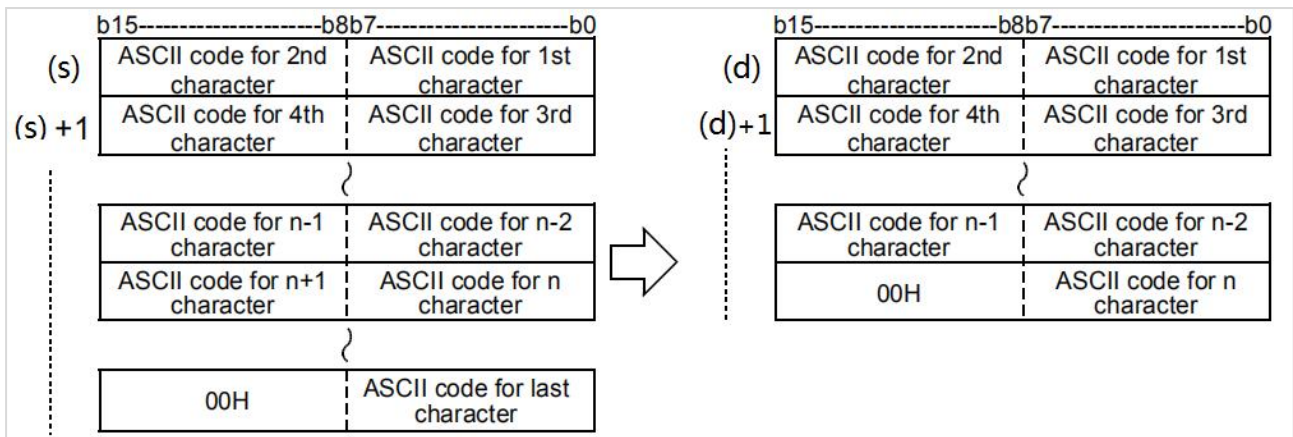 b15--------------------b8b7--------------------b0
b15--------------------b8b7--------------------b0
(s)
ASCII code for 2nd
character
ASCII code for 1st
character
(d)
ASCII code for 2nd
character
ASCII code for 1st
character
(s) +1
ASCII code for 4th
character
ASCII code for 3rd
character
(d)+1
ASCII code for 4th
character
ASCII code for 3rd
character
ASCII code for n-1
character
ASCII code for n-2
character
ASCII code for n-1
character
ASCII code for n-2
character
ASCII code for n+1
character
ASCII code for n
character
00H
ASCII code for n
character
00H
ASCII code for last
character